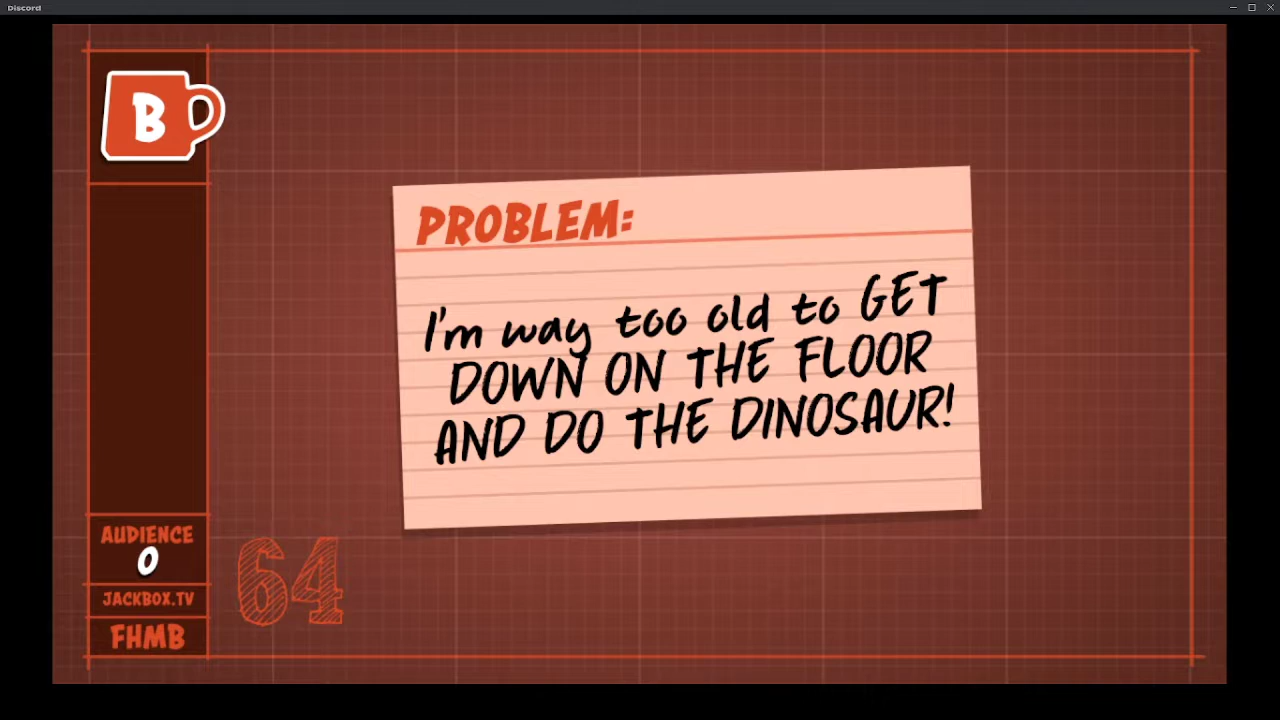 Discord
B
PROBLEM:
I'm way too old to GET
DOWN ON THE FLOOR
AND DO THE DINOSAUR!
AUDIENCE
0
64
JACKBOX.TV
FHMB